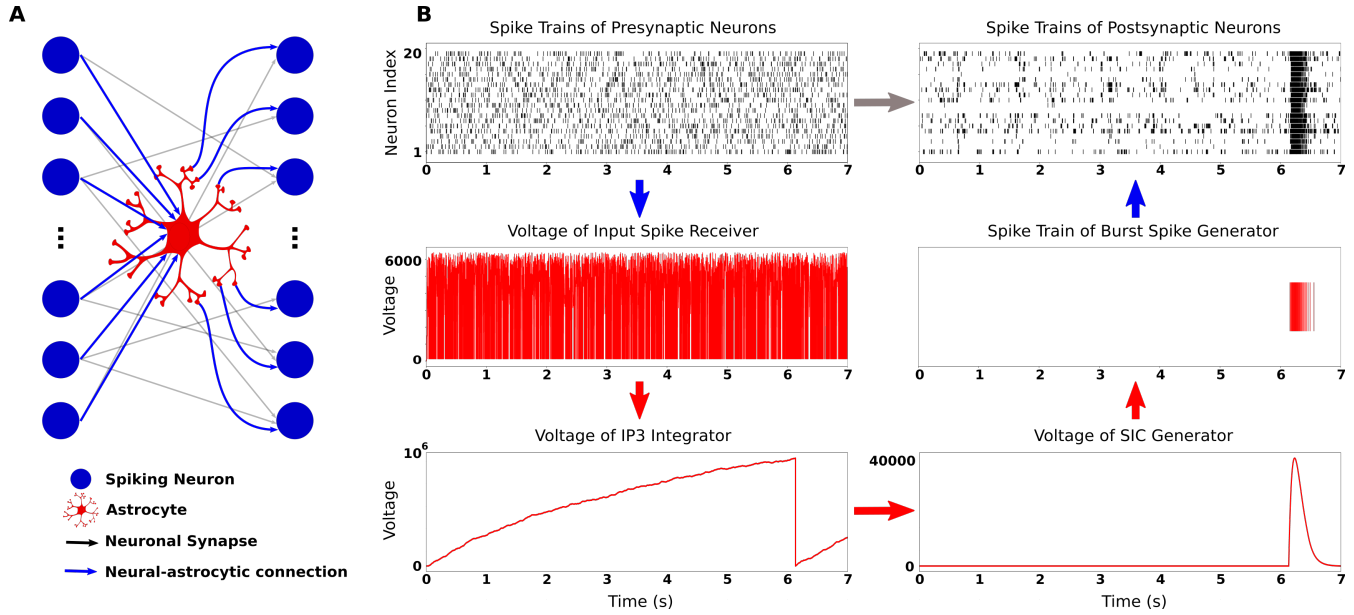 A
Spiking Neuron
Astrocyte
Neuronal Synapse
Neural-astrocytic connection
B
Spike Trains of Presynaptic Neurons
Neuron Index
20
1
0 1 2 3 4 5 6 7
Spike Trains of Postsynaptic Neurons
0 1 2 3 4 5 6 7
Voltage of Input Spike Receiver
Voltage
6000
0
0 1 2 3 4 5 6 7
Spike Train of Burst Spike Generator
0 1 2 3 4 5 6 7
Voltage of IP3 Integrator
Voltage
10⁶
0
0 1 2 3 4 5 6 7
Time (s)
Voltage of SIC Generator
40000
0
0 1 2 3 4 5 6 7
Time (s)